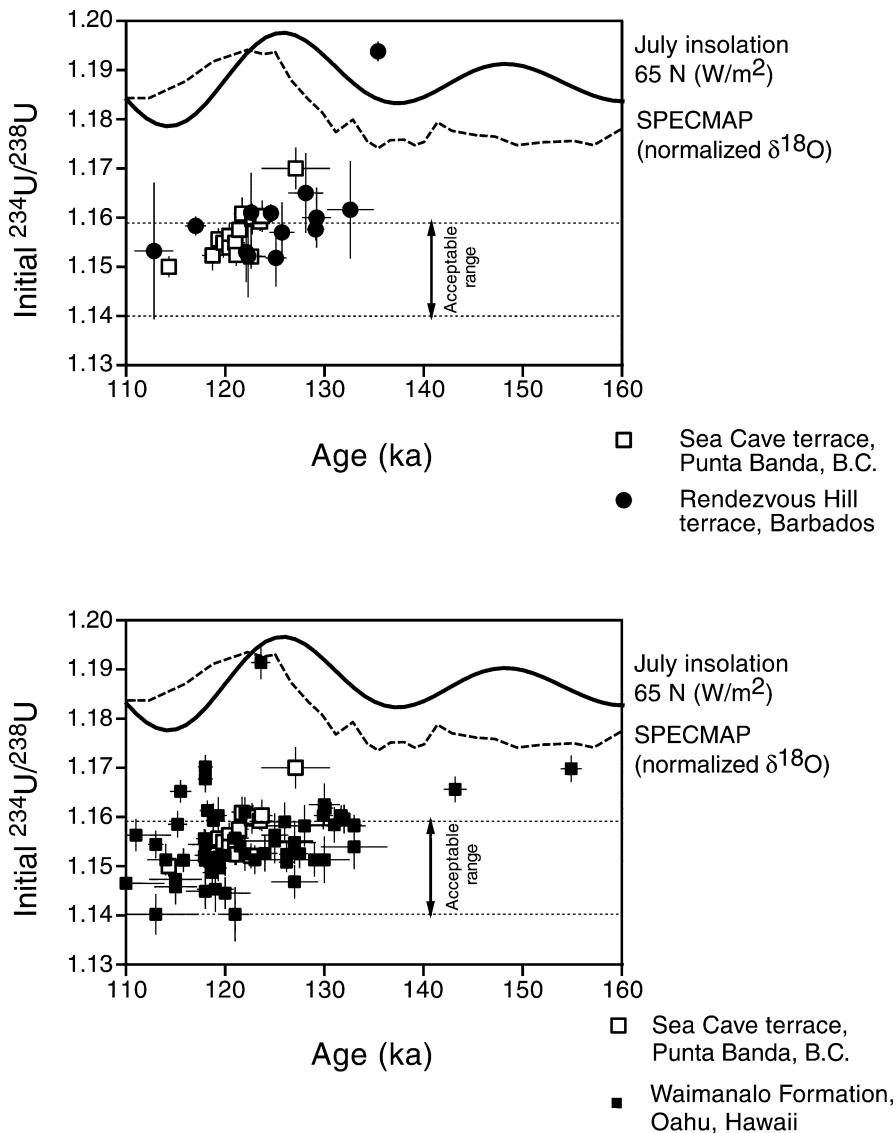 1.20
1.19
1.18
1.17
1.16
1.15
1.14
1.13
Initial ²³⁴U/²³⁸U
110 120 130 140 150 160
Age (ka)
Acceptable
range
July insolation
65 N (W/m²)
SPECMAP
(normalized δ¹⁸O)
Sea Cave terrace,
Punta Banda, B.C.
Rendezvous Hill
terrace, Barbados
1.20
1.19
1.18
1.17
1.16
1.15
1.14
1.13
Initial ²³⁴U/²³⁸U
110 120 130 140 150 160
Age (ka)
Acceptable
range
July insolation
65 N (W/m²)
SPECMAP
(normalized δ¹⁸O)
Sea Cave terrace,
Punta Banda, B.C.
Waimanalo Formation,
Oahu, Hawaii